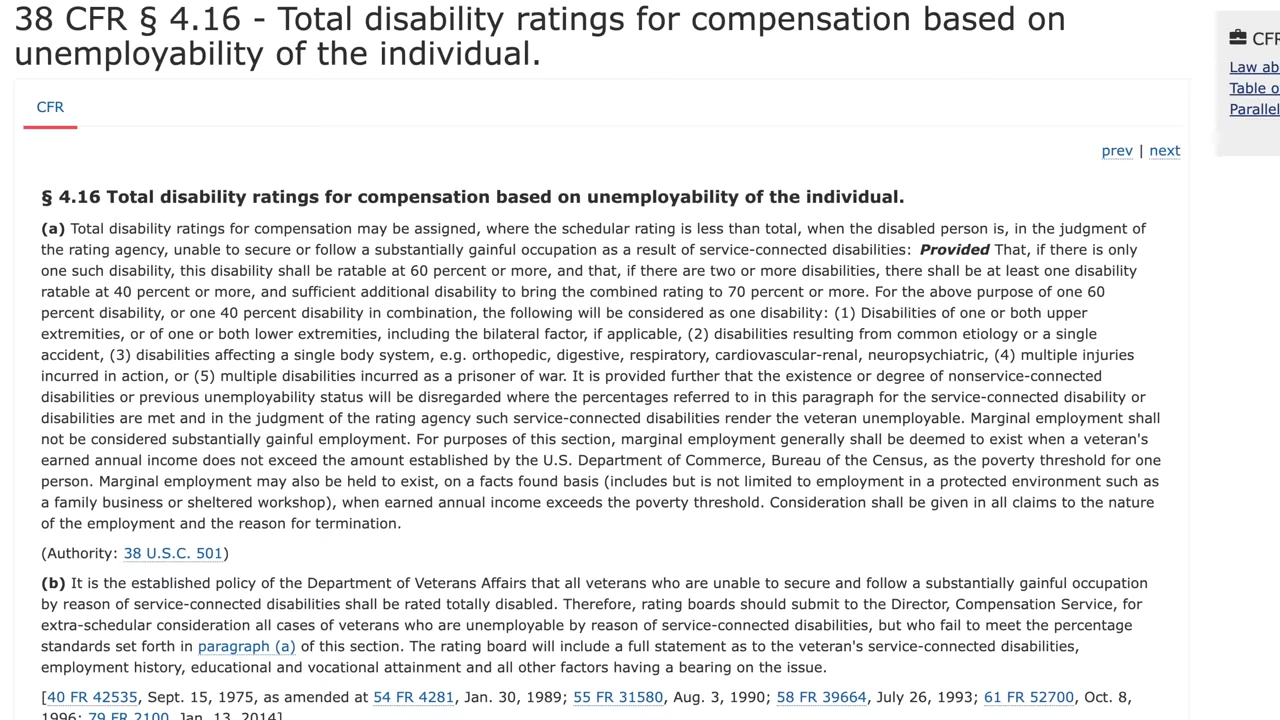 38 CFR § 4.16 - Total disability ratings for compensation based on
unemployability of the individual.
CFR
Law ab
Table o
Parallel
CFR
prev | next
§ 4.16 Total disability ratings for compensation based on unemployability of the individual.
(a) Total disability ratings for compensation may be assigned, where the schedular rating is less than total, when the disabled person is, in the judgment of
the rating agency, unable to secure or follow a substantially gainful occupation as a result of service-connected disabilities: Provided That, if there is only
one such disability, this disability shall be ratable at 60 percent or more, and that, if there are two or more disabilities, there shall be at least one disability
ratable at 40 percent or more, and sufficient additional disability to bring the combined rating to 70 percent or more. For the above purpose of one 60
percent disability, or one 40 percent disability in combination, the following will be considered as one disability: (1) Disabilities of one or both upper
extremities, or of one or both lower extremities, including the bilateral factor, if applicable, (2) disabilities resulting from common etiology or a single
accident, (3) disabilities affecting a single body system, e.g. orthopedic, digestive, respiratory, cardiovascular-renal, neuropsychiatric, (4) multiple injuries
incurred in action, or (5) multiple disabilities incurred as a prisoner of war. It is provided further that the existence or degree of nonservice-connected
disabilities or previous unemployability status will be disregarded where the percentages referred to in this paragraph for the service-connected disability or
disabilities are met and in the judgment of the rating agency such service-connected disabilities render the veteran unemployable. Marginal employment shall
not be considered substantially gainful employment. For purposes of this section, marginal employment generally shall be deemed to exist when a veteran's
earned annual income does not exceed the amount established by the U.S. Department of Commerce, Bureau of the Census, as the poverty threshold for one
person. Marginal employment may also be held to exist, on a facts found basis (includes but is not limited to employment in a protected environment such as
a family business or sheltered workshop), when earned annual income exceeds the poverty threshold. Consideration shall be given in all claims to the nature
of the employment and the reason for termination.
(Authority: 38 U.S.C. 501)
(b) It is the established policy of the Department of Veterans Affairs that all veterans who are unable to secure and follow a substantially gainful occupation
by reason of service-connected disabilities shall be rated totally disabled. Therefore, rating boards should submit to the Director, Compensation Service, for
extra-schedular consideration all cases of veterans who are unemployable by reason of service-connected disabilities, but who fail to meet the percentage
standards set forth in paragraph (a) of this section. The rating board will include a full statement as to the veteran's service-connected disabilities,
employment history, educational and vocational attainment and all other factors having a bearing on the issue.
[40 FR 42535, Sept. 15, 1975, as amended at 54 FR 4281, Jan. 30, 1989; 55 FR 31580, Aug. 3, 1990; 58 FR 39664, July 26, 1993; 61 FR 52700, Oct. 8,
1996; 79 FR 2100, Jan. 13, 2014]